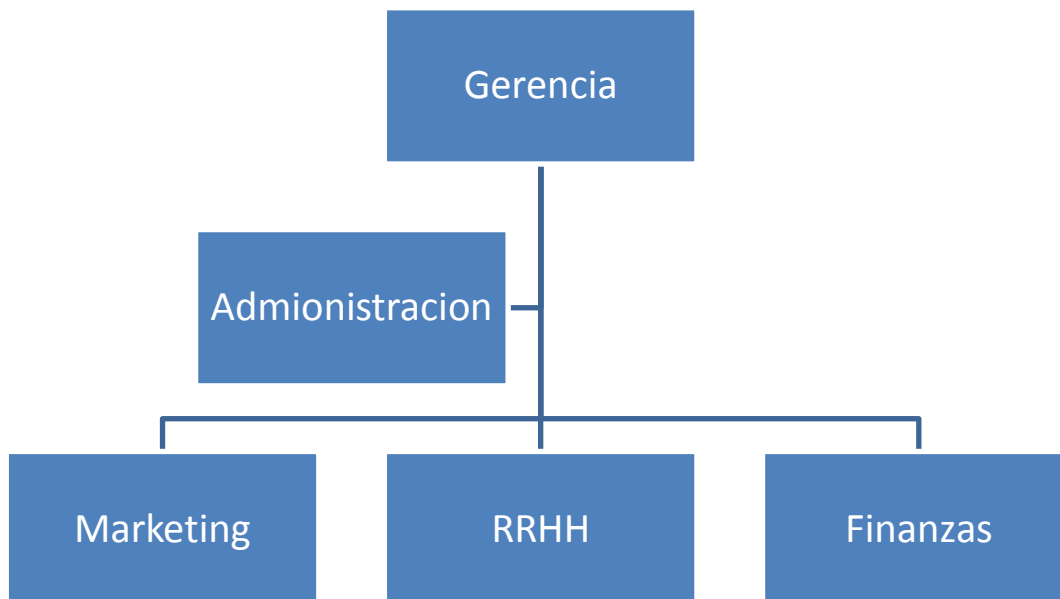 Gerencia
Admionistracion
Marketing
RRHH
Finanzas